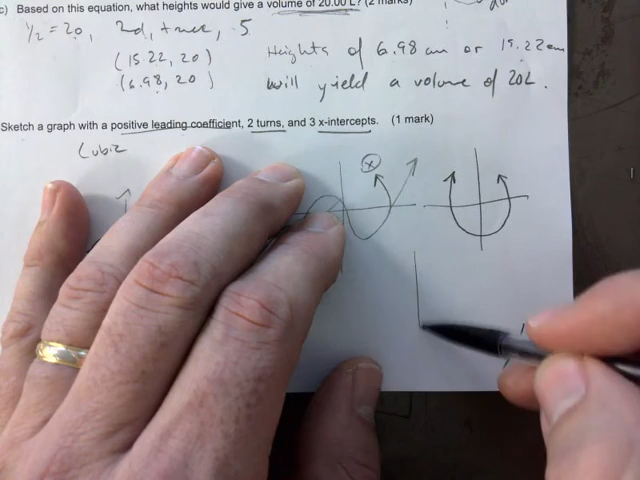 c) Based on this equation, what heights would give a volume of 20.00 L? (2 marks)
Y2 = 20, 2nd, trace, 5
(15.22, 20) Heights of 6.98 cm or 15.22 cm
(6.98, 20) will yield a volume of 20L.
Sketch a graph with a positive leading coefficient, 2 turns, and 3 x-intercepts. (1 mark)
Cubic
x